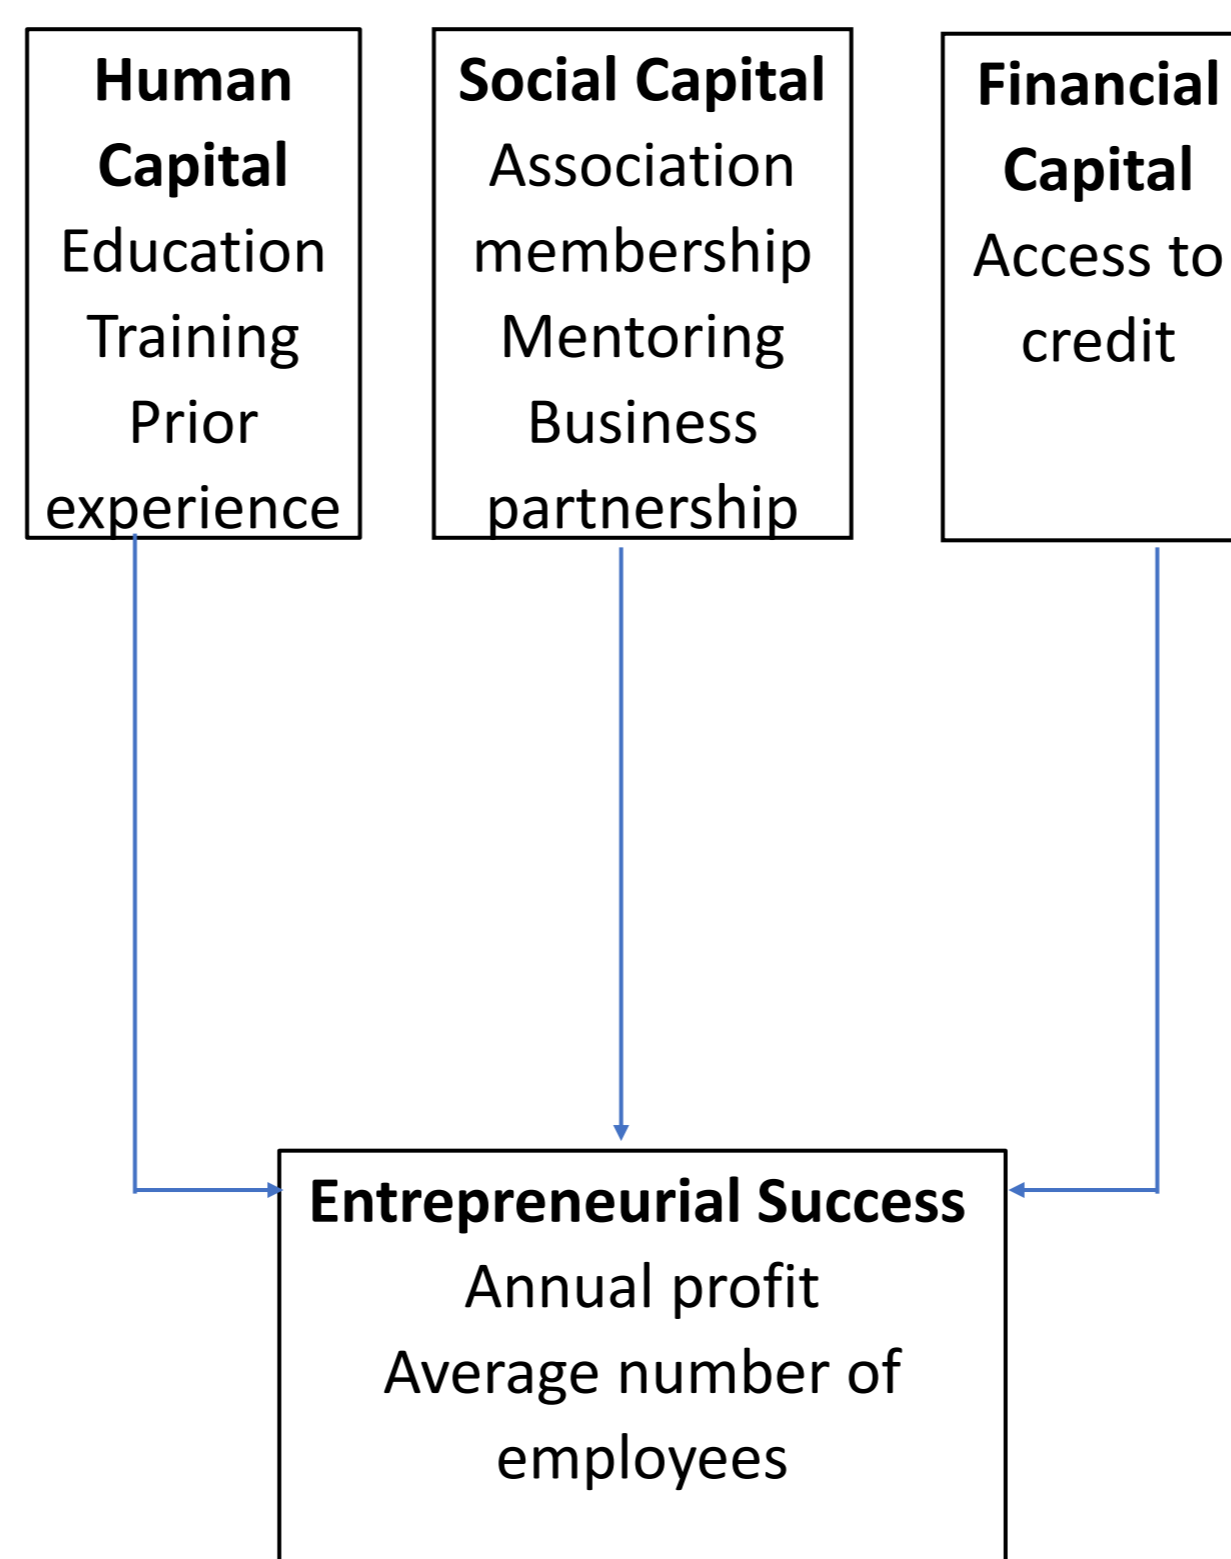 Human
Capital
Education
Training
Prior
experience
Social Capital
Association
membership
Mentoring
Business
partnership
Financial
Capital
Access to
credit
Entrepreneurial Success
Annual profit
Average number of
employees